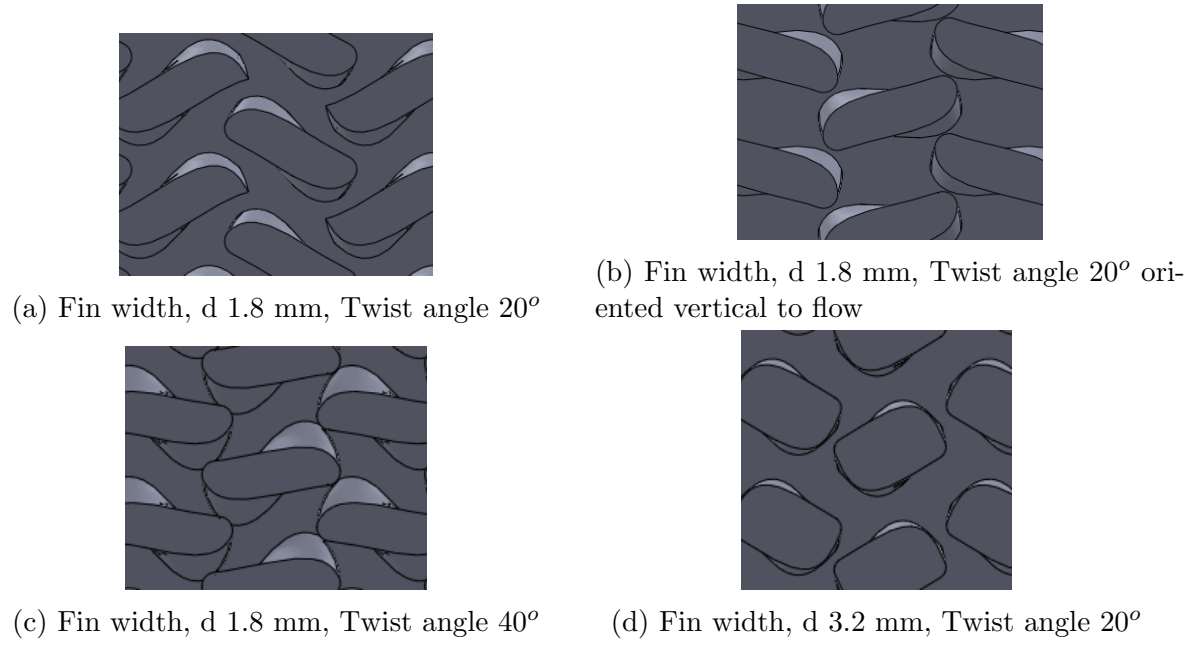 (a) Fin width, d 1.8 mm, Twist angle 20°
(b) Fin width, d 1.8 mm, Twist angle 20° ori-
ented vertical to flow
(c) Fin width, d 1.8 mm, Twist angle 40°
(d) Fin width, d 3.2 mm, Twist angle 20°